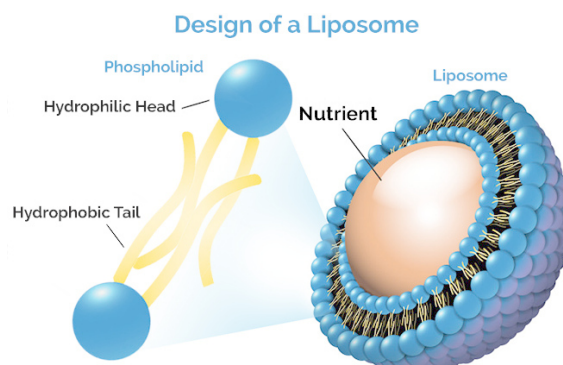 Design of a Liposome
Phospholipid
Liposome
Hydrophilic Head
Nutrient
Hydrophobic Tail